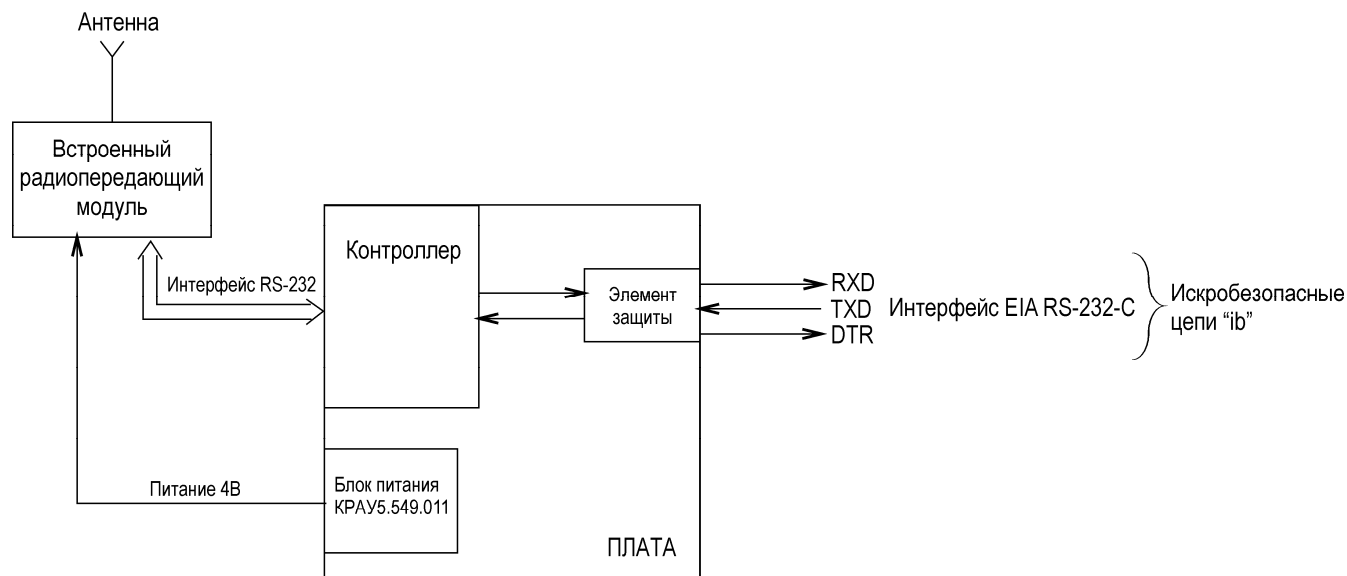 Антенна
Встроенный
радиопередающий
модуль
Контроллер
Интерфейс RS-232
Элемент
защиты
RXD
TXD
DTR
Интерфейс EIA RS-232-C
Искробезопасные
цепи “ib”
Питание 4В
Блок питания
КРАУ5.549.011
ПЛАТА